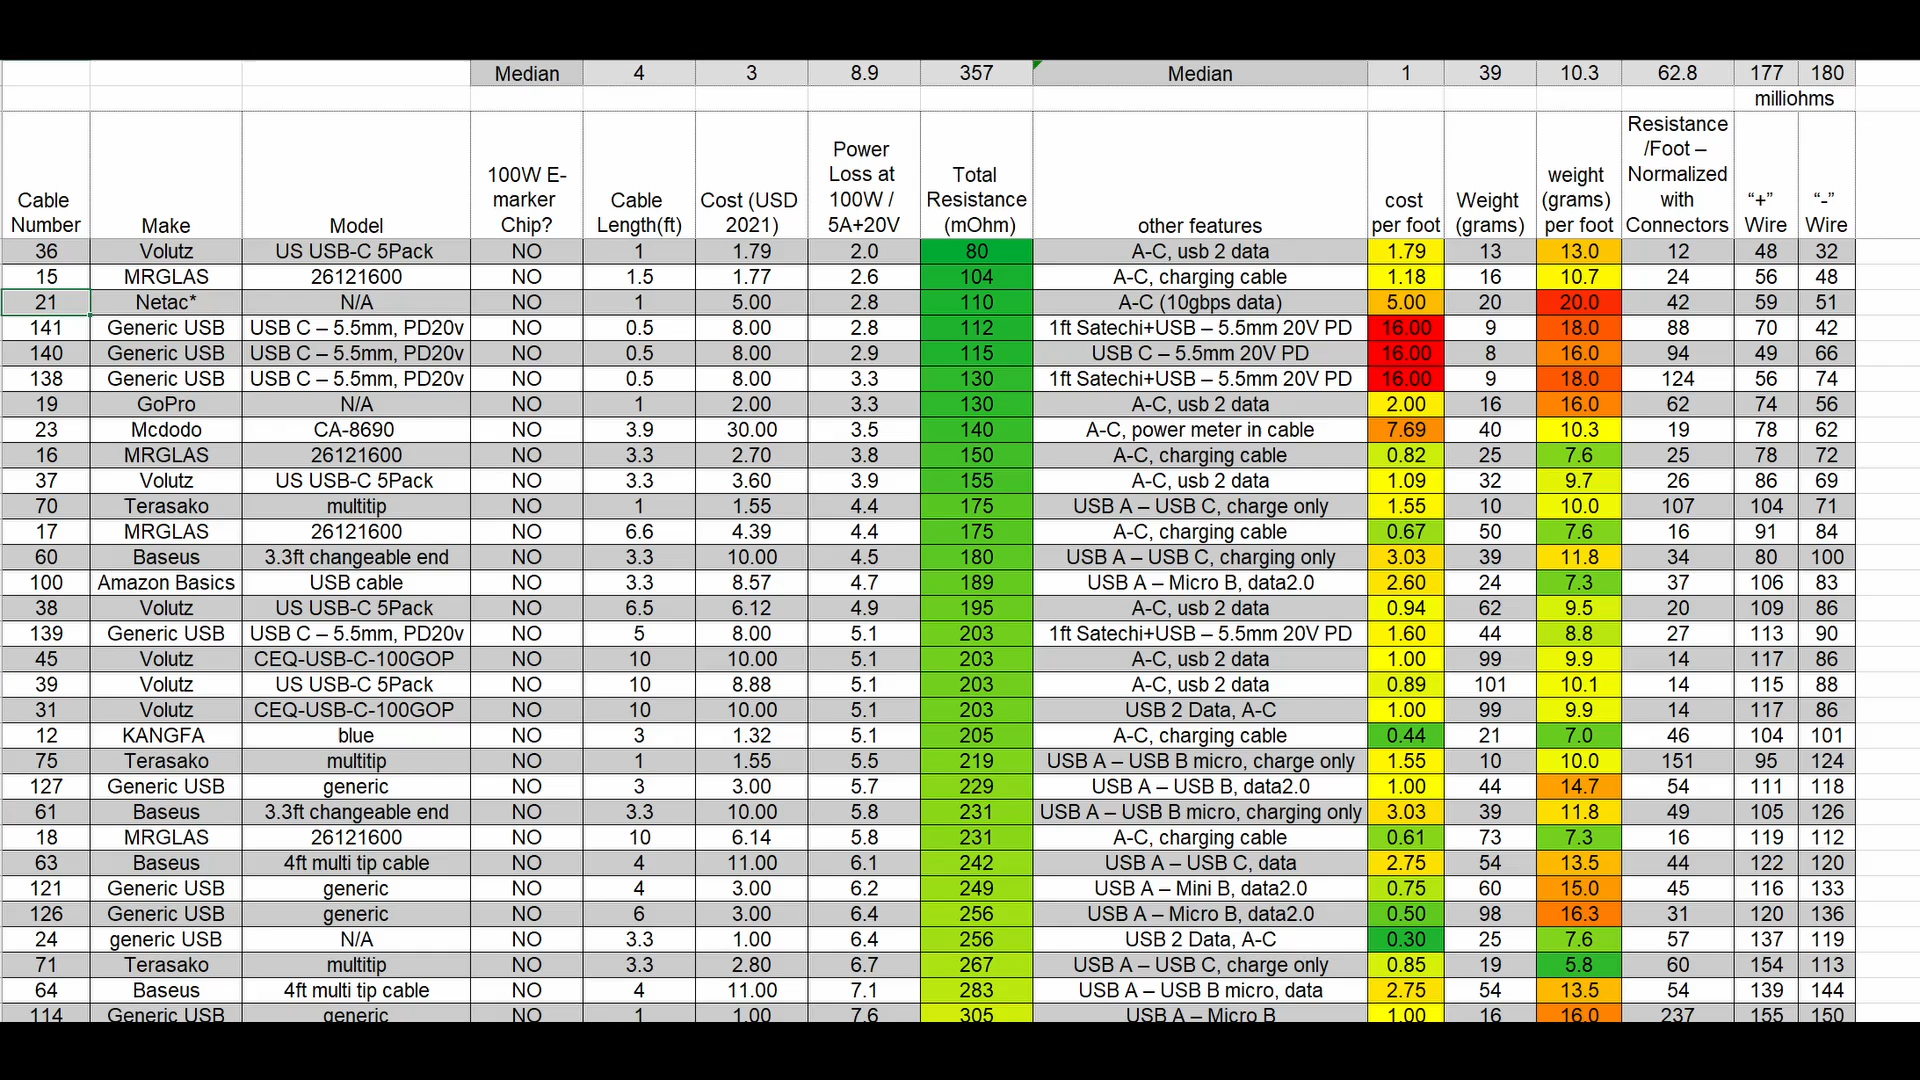 Median 4 3 8.9 357 Median 1 39 10.3 62.8 177 180
milliohms
Cable Number Make Model 100W E-marker Chip? Cable Length(ft) Cost (USD 2021) Power Loss at 100W / 5A+20V Total Resistance (mOhm) other features cost per foot Weight (grams) weight (grams) per foot Resistance /Foot – Normalized with Connectors “+” Wire “-” Wire
36 Volutz US USB-C 5Pack NO 1 1.79 2.0 80 A-C, usb 2 data 1.79 13 13.0 12 48 32
15 MRGLAS 26121600 NO 1.5 1.77 2.6 104 A-C, charging cable 1.18 16 10.7 24 56 48
21 Netac* N/A NO 1 5.00 2.8 110 A-C (10gbps data) 5.00 20 20.0 42 59 51
141 Generic USB USB C – 5.5mm, PD20v NO 0.5 8.00 2.8 112 1ft Satechi+USB – 5.5mm 20V PD 16.00 9 18.0 88 70 42
140 Generic USB USB C – 5.5mm, PD20v NO 0.5 8.00 2.9 115 USB C – 5.5mm 20V PD 16.00 8 16.0 94 49 66
138 Generic USB USB C – 5.5mm, PD20v NO 0.5 8.00 3.3 130 1ft Satechi+USB – 5.5mm 20V PD 16.00 9 18.0 124 56 74
19 GoPro N/A NO 1 2.00 3.3 130 A-C, usb 2 data 2.00 16 16.0 62 74 56
23 Mcdodo CA-8690 NO 3.9 30.00 3.5 140 A-C, power meter in cable 7.69 40 10.3 19 78 62
16 MRGLAS 26121600 NO 3.3 2.70 3.8 150 A-C, charging cable 0.82 25 7.6 25 78 72
37 Volutz US USB-C 5Pack NO 3.3 3.60 3.9 155 A-C, usb 2 data 1.09 32 9.7 26 86 69
70 Terasako multitip NO 1 1.55 4.4 175 USB A – USB C, charge only 1.55 10 10.0 107 104 71
17 MRGLAS 26121600 NO 6.6 4.39 4.4 175 A-C, charging cable 0.67 50 7.6 16 91 84
60 Baseus 3.3ft changeable end NO 3.3 10.00 4.5 180 USB A – USB C, charging only 3.03 39 11.8 34 80 100
100 Amazon Basics USB cable NO 3.3 8.57 4.7 189 USB A – Micro B, data2.0 2.60 24 7.3 37 106 83
38 Volutz US USB-C 5Pack NO 6.5 6.12 4.9 195 A-C, usb 2 data 0.94 62 9.5 20 109 86
139 Generic USB USB C – 5.5mm, PD20v NO 5 8.00 5.1 203 1ft Satechi+USB – 5.5mm 20V PD 1.60 44 8.8 27 113 90
45 Volutz CEQ-USB-C-100GOP NO 10 10.00 5.1 203 A-C, usb 2 data 1.00 99 9.9 14 117 86
39 Volutz US USB-C 5Pack NO 10 8.88 5.1 203 A-C, usb 2 data 0.89 101 10.1 14 115 88
31 Volutz CEQ-USB-C-100GOP NO 10 10.00 5.1 203 USB 2 Data, A-C 1.00 99 9.9 14 117 86
12 KANGFA blue NO 3 1.32 5.1 205 A-C, charging cable 0.44 21 7.0 46 104 101
75 Terasako multitip NO 1 1.55 5.5 219 USB A – USB B micro, charge only 1.55 10 10.0 151 95 124
127 Generic USB generic NO 3 3.00 5.7 229 USB A – USB B, data2.0 1.00 44 14.7 54 111 118
61 Baseus 3.3ft changeable end NO 3.3 10.00 5.8 231 USB A – USB B micro, charging only 3.03 39 11.8 49 105 126
18 MRGLAS 26121600 NO 10 6.14 5.8 231 A-C, charging cable 0.61 73 7.3 16 119 112
63 Baseus 4ft multi tip cable NO 4 11.00 6.1 242 USB A – USB C, data 2.75 54 13.5 44 122 120
121 Generic USB generic NO 4 3.00 6.2 249 USB A – Mini B, data2.0 0.75 60 15.0 45 116 133
126 Generic USB generic NO 6 3.00 6.4 256 USB A – Micro B, data2.0 0.50 98 16.3 31 120 136
24 generic USB N/A NO 3.3 1.00 6.4 256 USB 2 Data, A-C 0.30 25 7.6 57 137 119
71 Terasako multitip NO 3.3 2.80 6.7 267 USB A – USB C, charge only 0.85 19 5.8 60 154 113
64 Baseus 4ft multi tip cable NO 4 11.00 7.1 283 USB A – USB B micro, data 2.75 54 13.5 54 139 144
114 Generic USB generic NO 1 1.00 7.6 305 USB A – Micro B 1.00 16 16.0 237 155 150